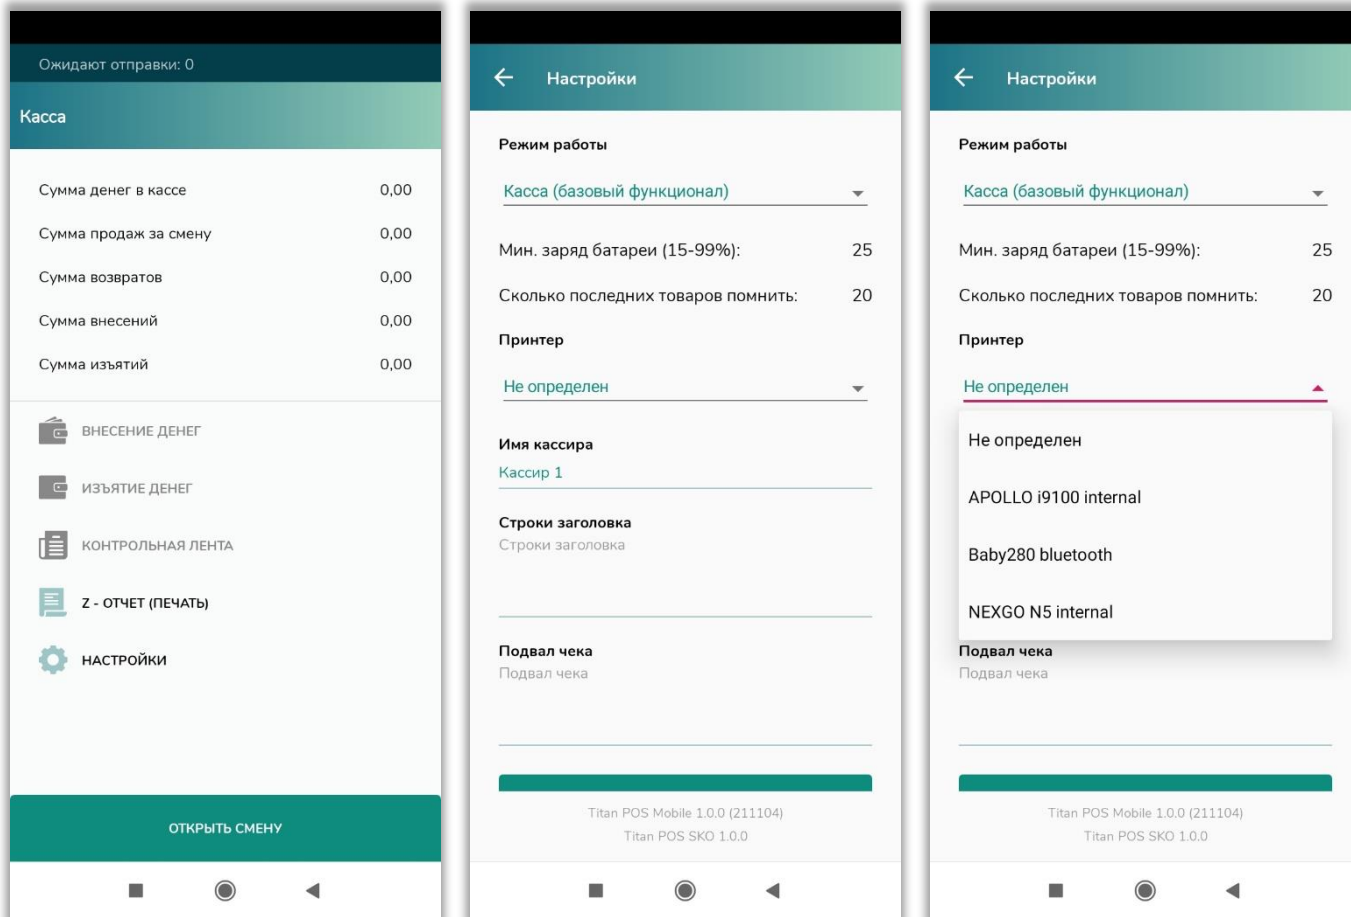 Ожидают отправки: 0
Касса
Сумма денег в кассе 0,00
Сумма продаж за смену 0,00
Сумма возвратов 0,00
Сумма внесений 0,00
Сумма изъятий 0,00
ВНЕСЕНИЕ ДЕНЕГ
ИЗЪЯТИЕ ДЕНЕГ
КОНТРОЛЬНАЯ ЛЕНТА
Z - ОТЧЕТ (ПЕЧАТЬ)
НАСТРОЙКИ
ОТКРЫТЬ СМЕНУ
Настройки
Режим работы
Касса (базовый функционал)
Мин. заряд батареи (15-99%): 25
Сколько последних товаров помнить: 20
Принтер
Не определен
Имя кассира
Кассир 1
Строки заголовка
Строки заголовка
Подвал чека
Подвал чека
Titan POS Mobile 1.0.0 (211104)
Titan POS SKO 1.0.0
Настройки
Режим работы
Касса (базовый функционал)
Мин. заряд батареи (15-99%): 25
Сколько последних товаров помнить: 20
Принтер
Не определен
Не определен
APOLLO i9100 internal
Baby280 bluetooth
NEXGO N5 internal
Подвал чека
Подвал чека
Titan POS Mobile 1.0.0 (211104)
Titan POS SKO 1.0.0